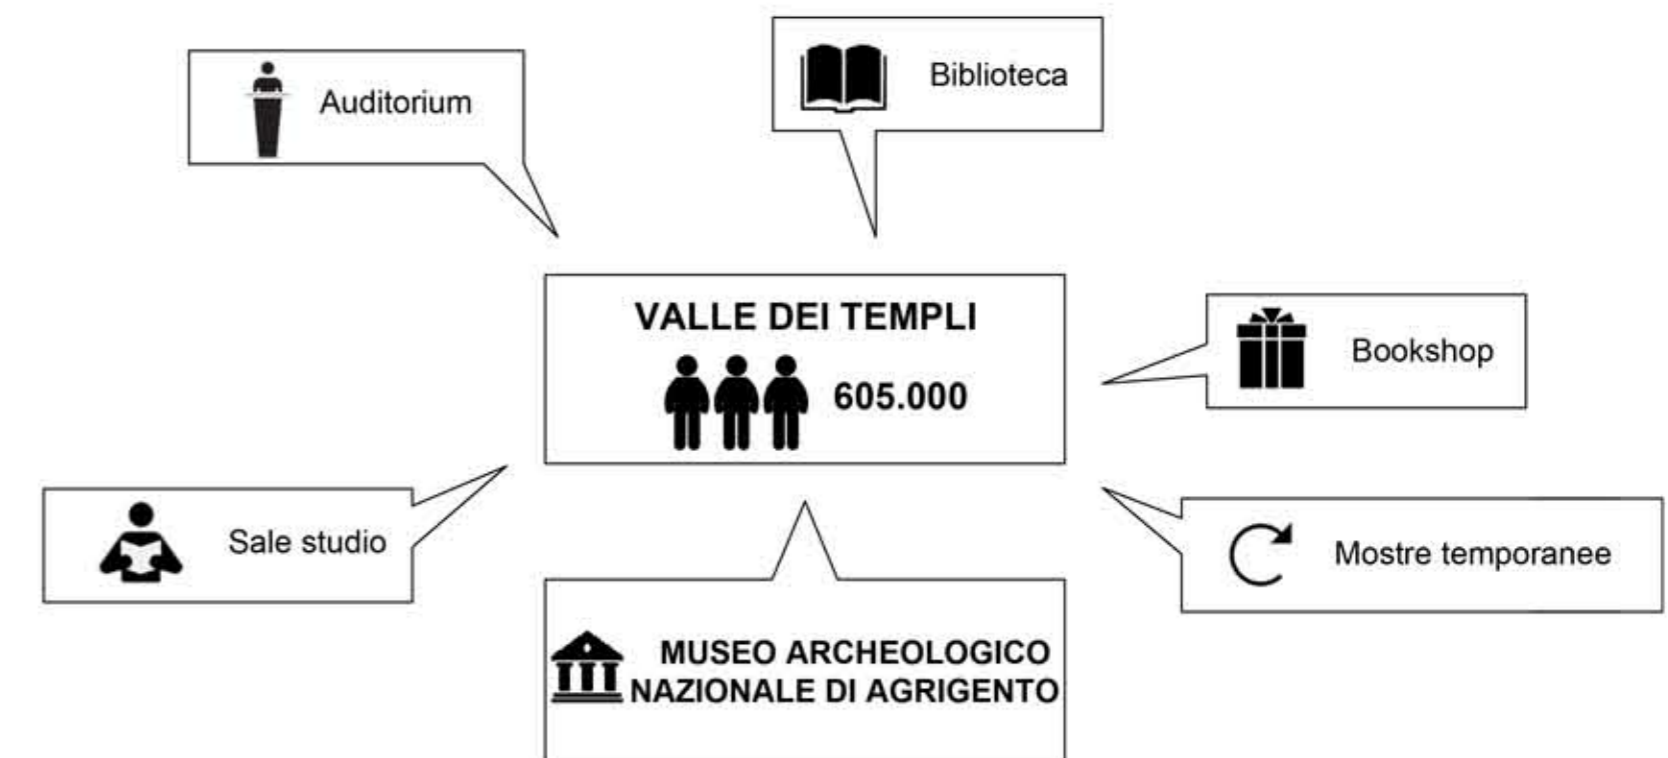 Biblioteca
Auditorium
VALLE DEI TEMPLI
605.000
Bookshop
Sale studio
Mostre temporanee
MUSEO ARCHEOLOGICO
NAZIONALE DI AGRIGENTO